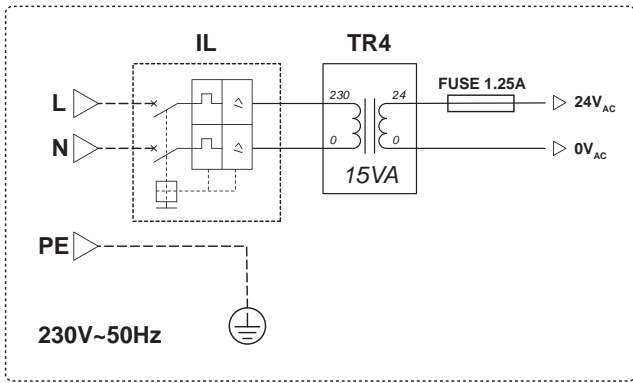 IL TR4
L
230 24
FUSE 1.25A
24VAC
N
0 0
0VAC
15VA
PE
230V~50Hz